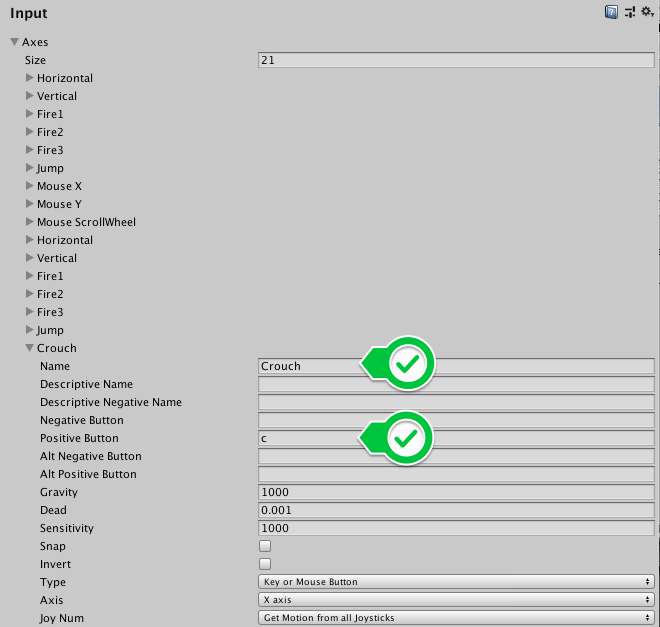 Input
Axes
Size 21
Horizontal
Vertical
Fire1
Fire2
Fire3
Jump
Mouse X
Mouse Y
Mouse ScrollWheel
Horizontal
Vertical
Fire1
Fire2
Fire3
Jump
Crouch
Name Crouch
Descriptive Name
Descriptive Negative Name
Negative Button
Positive Button c
Alt Negative Button
Alt Positive Button
Gravity 1000
Dead 0.001
Sensitivity 1000
Snap
Invert
Type Key or Mouse Button
Axis X axis
Joy Num Get Motion from all Joysticks